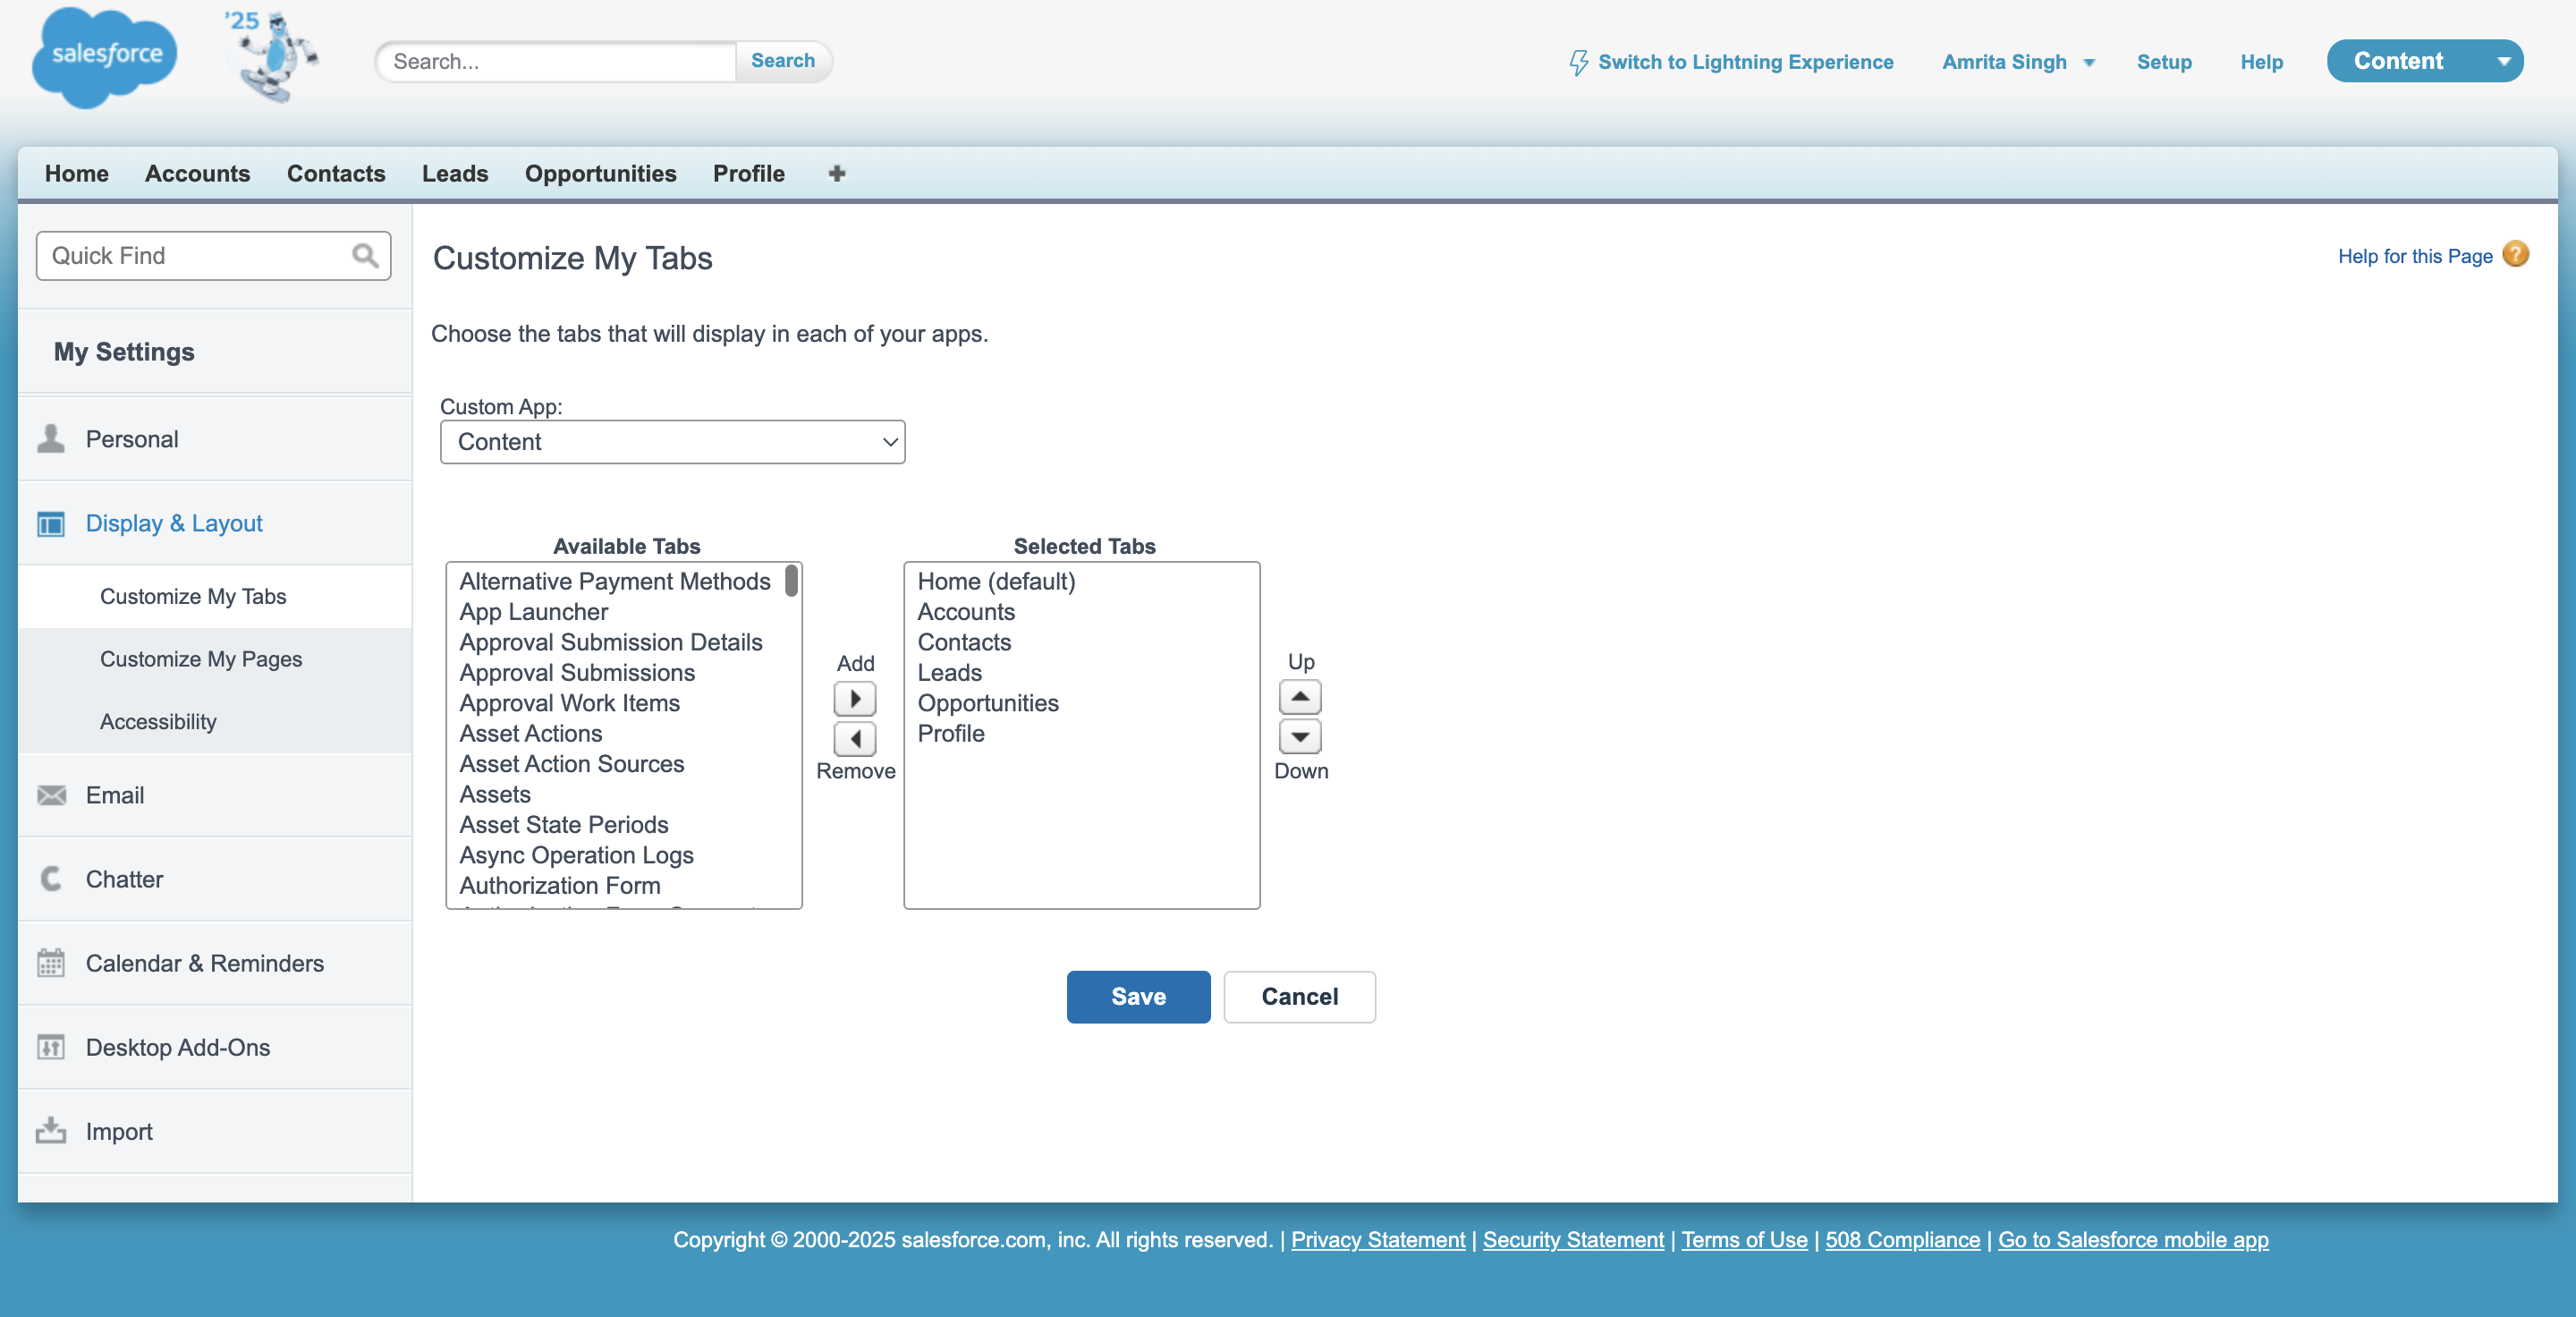 salesforce
'25
Search...
Search
Switch to Lightning Experience
Amrita Singh
Setup
Help
Content
Home
Accounts
Contacts
Leads
Opportunities
Profile
Quick Find
My Settings
Personal
Display & Layout
Customize My Tabs
Customize My Pages
Accessibility
Email
Chatter
Calendar & Reminders
Desktop Add-Ons
Import
Customize My Tabs
Help for this Page
Choose the tabs that will display in each of your apps.
Custom App:
Content
Available Tabs
Alternative Payment Methods
App Launcher
Approval Submission Details
Approval Submissions
Approval Work Items
Asset Actions
Asset Action Sources
Assets
Asset State Periods
Async Operation Logs
Authorization Form
Add
Remove
Selected Tabs
Home (default)
Accounts
Contacts
Leads
Opportunities
Profile
Up
Down
Save
Cancel
Copyright © 2000-2025 salesforce.com, inc. All rights reserved. | Privacy Statement | Security Statement | Terms of Use | 508 Compliance | Go to Salesforce mobile app